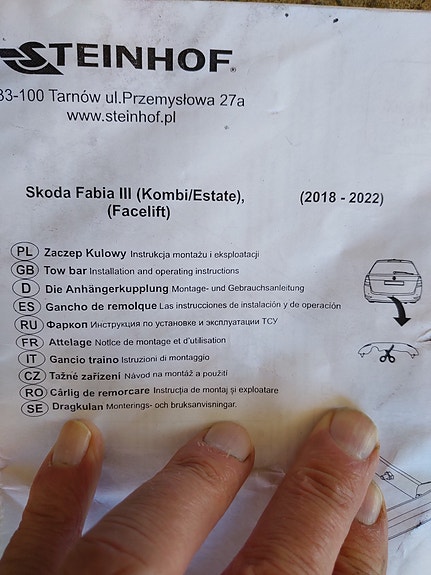 STEINHOF®
33-100 Tarnów ul.Przemysłowa 27a
www.steinhof.pl
Skoda Fabia III (Kombi/Estate), (2018 - 2022)
(Facelift)
PL Zaczep Kulowy Instrukcja montażu i eksploatacji
GB Tow bar Installation and operating instructions
D Die Anhängerkupplung Montage- und Gebrauchsanleitung
ES Gancho de remolque Las instrucciones de instalación y de operación
RU Фаркоп Инструкция по установке и эксплуатации ТСУ
FR Attelage Notice de montage et d'utilisation
IT Gancio traino Istruzioni di montaggio
CZ Tažné zařízení Návod na montáž a použití
RO Cârlig de remorcare Instrucția de montaj și exploatare
SE Dragkulan Monterings- och bruksanvisningar.